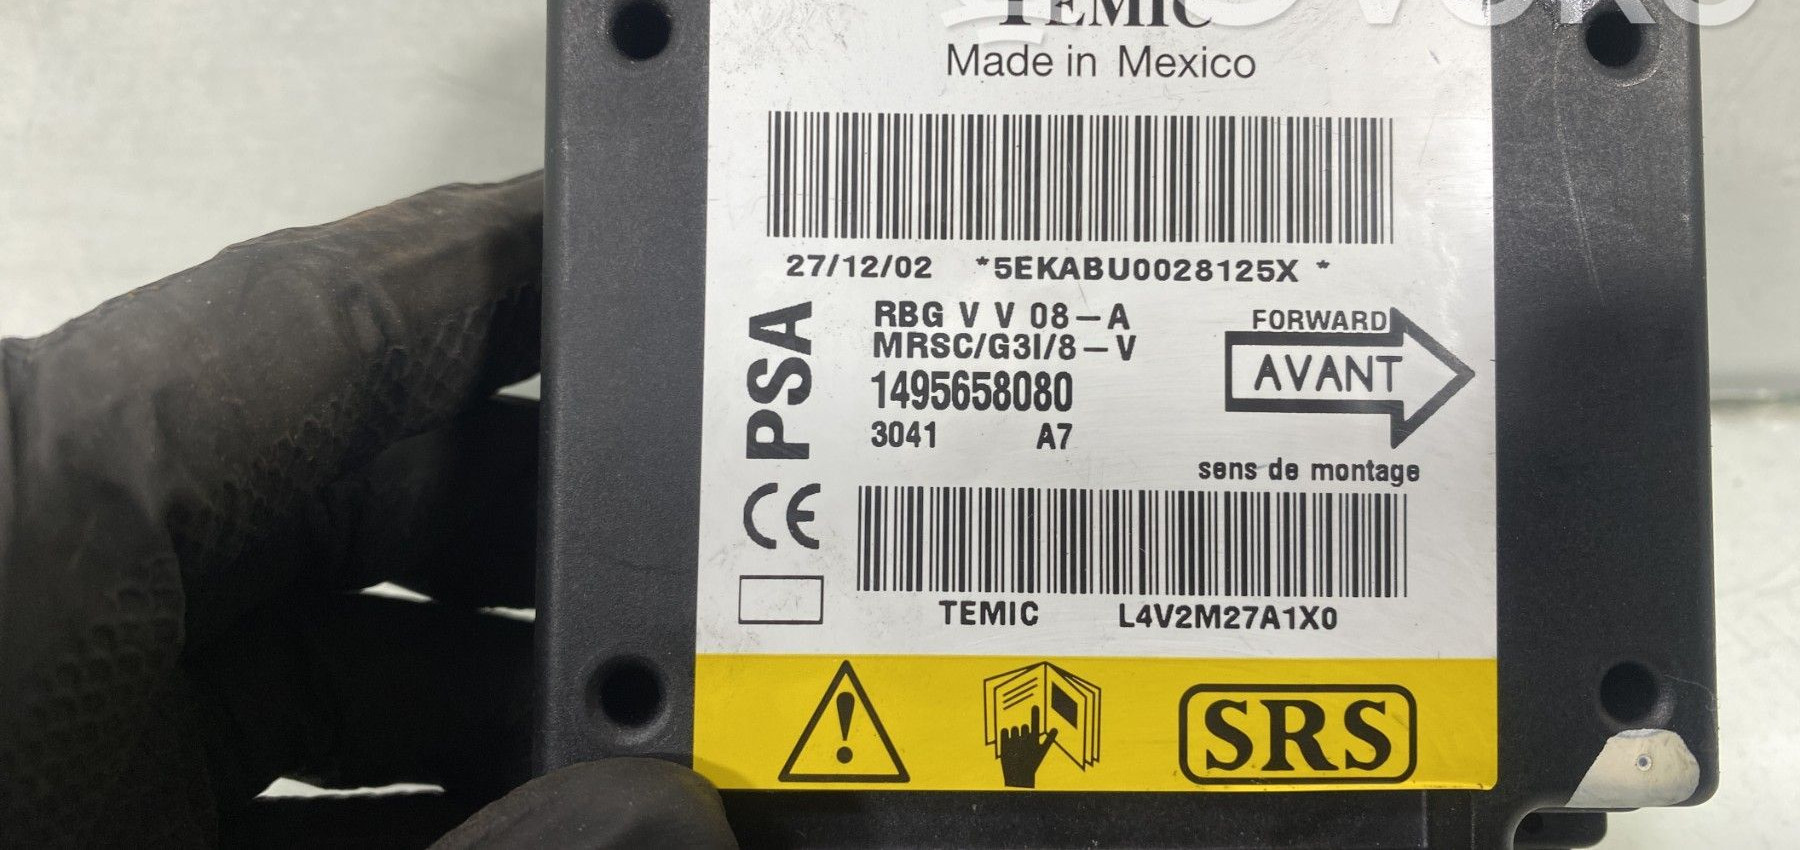 TEMIC
Made in Mexico
27/12/02 *5EKABU0028125X *
PSA
RBG V V 08-A
MRSC/G3I/8-V
1495658080
3041 A7
FORWARD
AVANT
sens de montage
CE
TEMIC L4V2M27A1X0
SRS